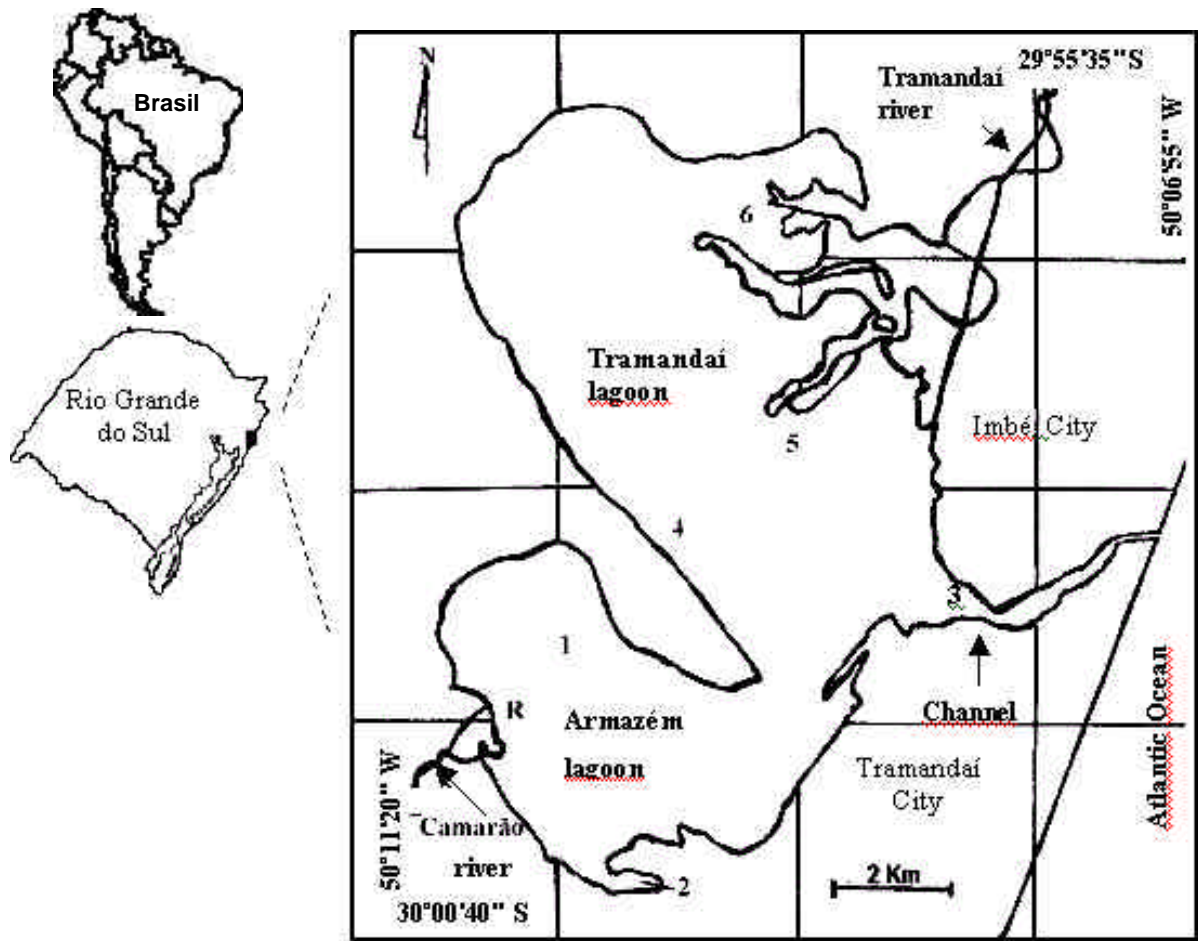 Brasil
Rio Grande
do Sul
N
29°55'35" S
50°06'55" W
Tramandaí
river
6
Tramandaí
lagoon
5
Imbé City
4
3
1
R
Armazém
lagoon
Channel
Tramandaí
City
Atlantic Ocean
50°11'20" W
Camarão
river
30°00'40" S
2
2 Km